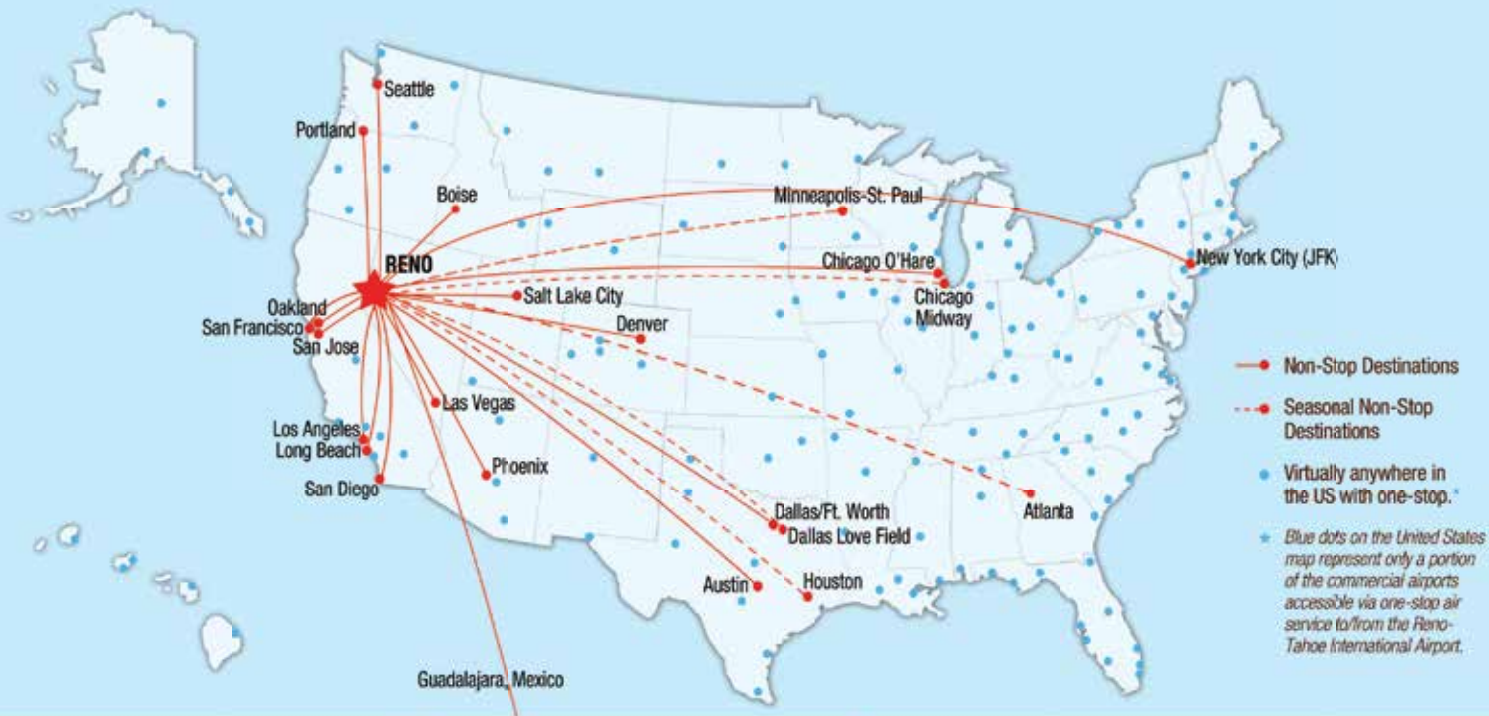 Seattle
Portland
Boise
Minneapolis-St. Paul
RENO
Chicago O'Hare
New York City (JFK)
Oakland
Salt Lake City
Chicago
Midway
San Francisco
San Jose
Denver
Las Vegas
Los Angeles
Long Beach
Phoenix
San Diego
Dallas/Ft. Worth
Dallas Love Field
Atlanta
Austin
Houston
Guadalajara, Mexico
Non-Stop Destinations
Seasonal Non-Stop
Destinations
Virtually anywhere in
the US with one-stop.*
* Blue dots on the United States
map represent only a portion
of the commercial airports
accessible via one-stop air
service to/from the Reno-
Tahoe International Airport.